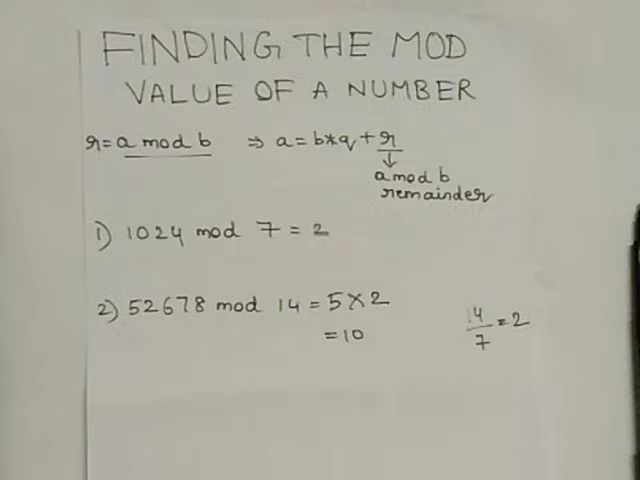 FINDING THE MOD
VALUE OF A NUMBER
r = a mod b ⇒ a = b*q + r
↓
a mod b
remainder
1) 1024 mod 7 = 2
2) 52678 mod 14 = 5 X 2
= 10
14/7 = 2